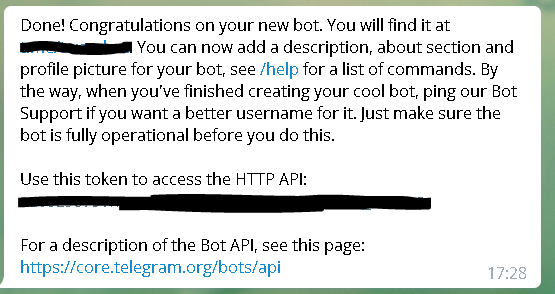 Done! Congratulations on your new bot. You will find it at
You can now add a description, about section and
profile picture for your bot, see /help for a list of commands. By
the way, when you've finished creating your cool bot, ping our Bot
Support if you want a better username for it. Just make sure the
bot is fully operational before you do this.
Use this token to access the HTTP API:
For a description of the Bot API, see this page:
https://core.telegram.org/bots/api
17:28